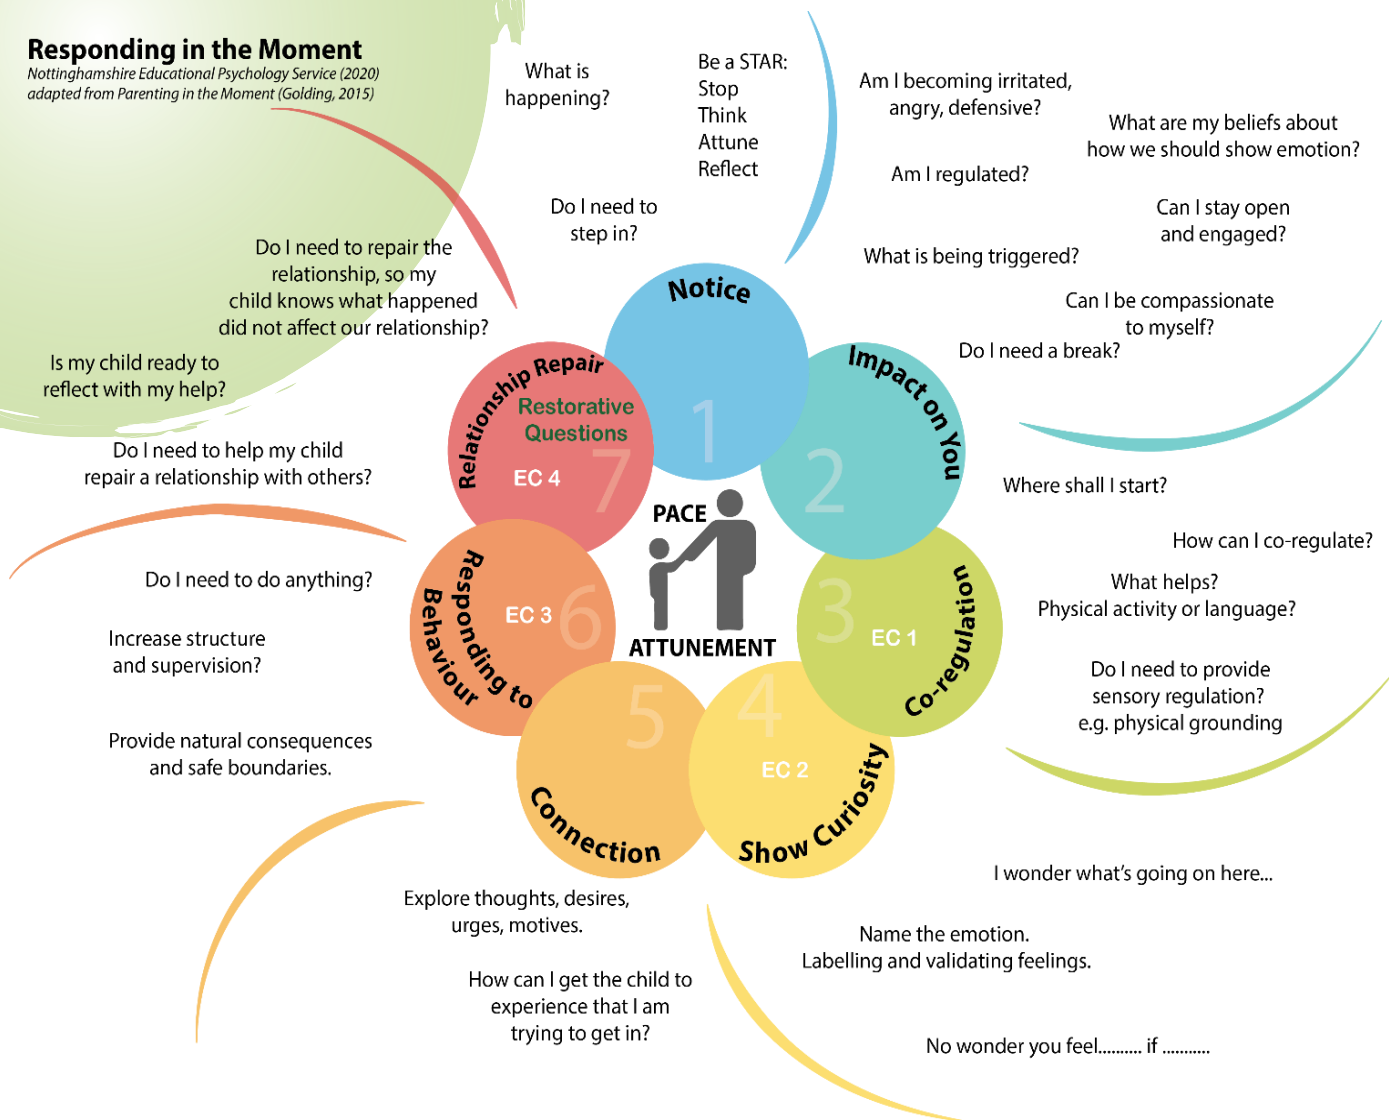 Responding in the Moment
Nottinghamshire Educational Psychology Service (2020)
adapted from Parenting in the Moment (Golding, 2015)
What is
happening?
Be a STAR:
Stop
Think
Attune
Reflect
Do I need to
step in?
Notice
1
Am I becoming irritated,
angry, defensive?
What are my beliefs about
how we should show emotion?
Am I regulated?
Can I stay open
and engaged?
What is being triggered?
Can I be compassionate
to myself?
Do I need a break?
Impact on You
2
Where shall I start?
How can I co-regulate?
What helps?
Physical activity or language?
Do I need to provide
sensory regulation?
e.g. physical grounding
Co-regulation
3
EC 1
I wonder what's going on here...
Name the emotion.
Labelling and validating feelings.
No wonder you feel.......... if ...........
Show Curiosity
4
EC 2
Explore thoughts, desires,
urges, motives.
How can I get the child to
experience that I am
trying to get in?
Connection
5
Do I need to do anything?
Increase structure
and supervision?
Provide natural consequences
and safe boundaries.
Responding to
Behaviour
EC 3
6
Do I need to repair the
relationship, so my
child knows what happened
did not affect our relationship?
Is my child ready to
reflect with my help?
Do I need to help my child
repair a relationship with others?
Relationship Repair
Restorative
Questions
EC 4
7
PACE
ATTUNEMENT